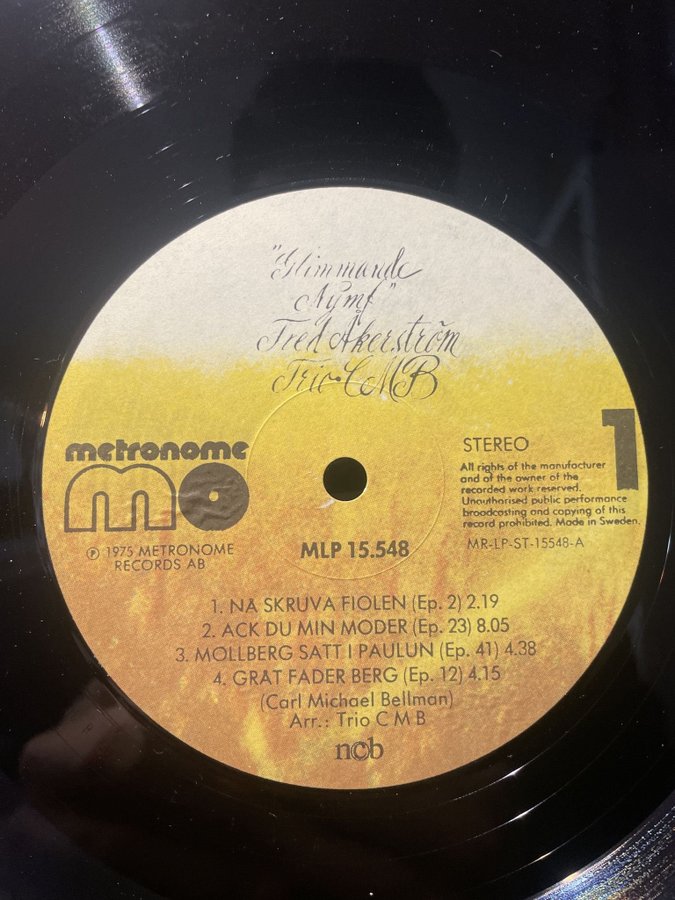 "Glimmande
Nymf"
Fred Åkerström
Trio·CMB
metronome
mo
℗ 1975 METRONOME
RECORDS AB
MLP 15.548
STEREO
1
All rights of the manufacturer
and of the owner of the
recorded work reserved.
Unauthorised public performance
broadcasting and copying of this
record prohibited. Made in Sweden.
MR-LP-ST-15548-A
1. NÄ SKRUVA FIOLEN (Ep. 2) 2.19
2. ACK DU MIN MODER (Ep. 23) 8.05
3. MOLLBERG SATT I PAULUN (Ep. 41) 4.38
4. GRÅT FADER BERG (Ep. 12) 4.15
(Carl Michael Bellman)
Arr.: Trio C M B
n©b